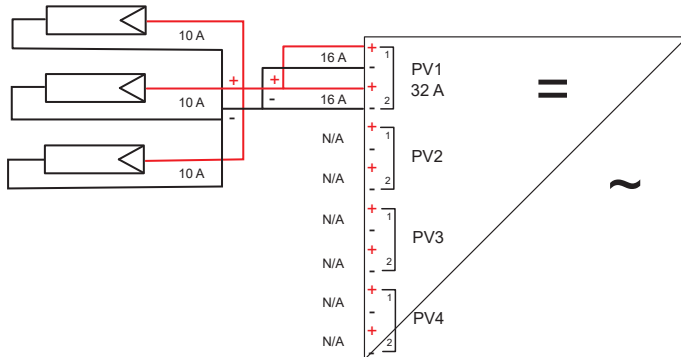 10 A
10 A
10 A
+
-
+
-
16 A
16 A
+
-
+
-
1
2
PV1
32 A
=
~
N/A
N/A
+
-
+
-
1
2
PV2
N/A
N/A
+
-
+
-
1
2
PV3
N/A
N/A
+
-
+
-
1
2
PV4